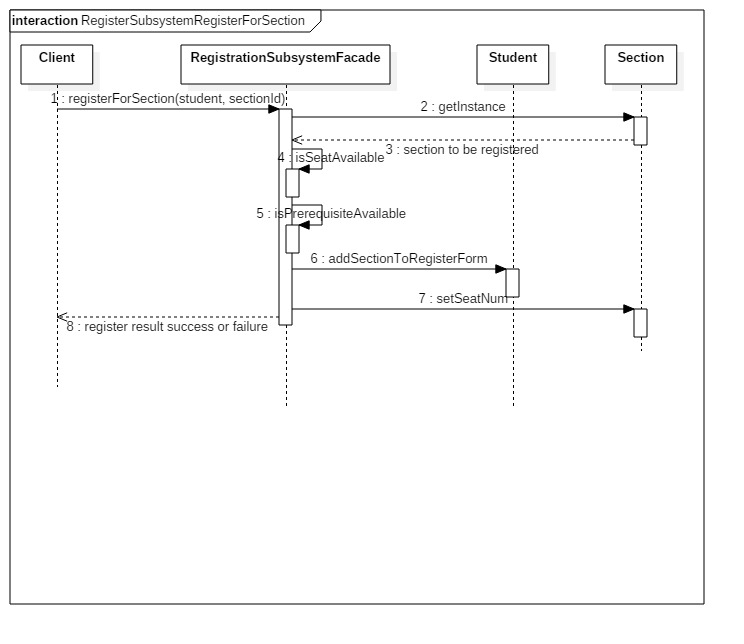 interaction RegisterSubsystemRegisterForSection
Client
RegistrationSubsystemFacade
Student
Section
1 : registerForSection(student, sectionId)
2 : getInstance
3 : section to be registered
4 : isSeatAvailable
5 : isPrerequisiteAvailable
6 : addSectionToRegisterForm
7 : setSeatNum
8 : register result success or failure